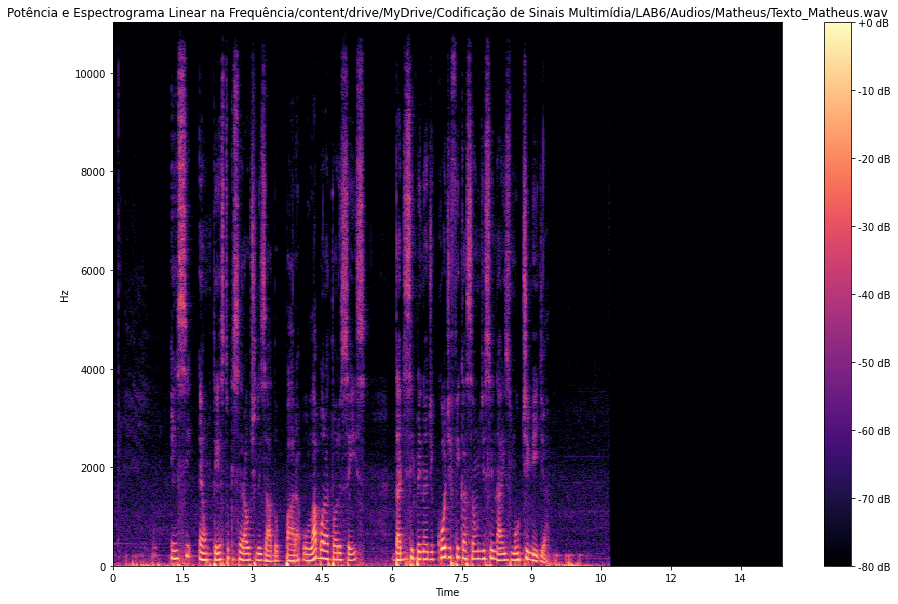 Potência e Espectrograma Linear na Frequência/content/drive/MyDrive/Codificação de Sinais Multimídia/LAB6/Audios/Matheus/Texto_Matheus.wav
+0 dB
10000
-10 dB
8000
-20 dB
-30 dB
6000
Hz
-40 dB
4000
-50 dB
-60 dB
2000
-70 dB
0
-80 dB
0 1.5 3 4.5 6 7.5 9 10 12 14
Time